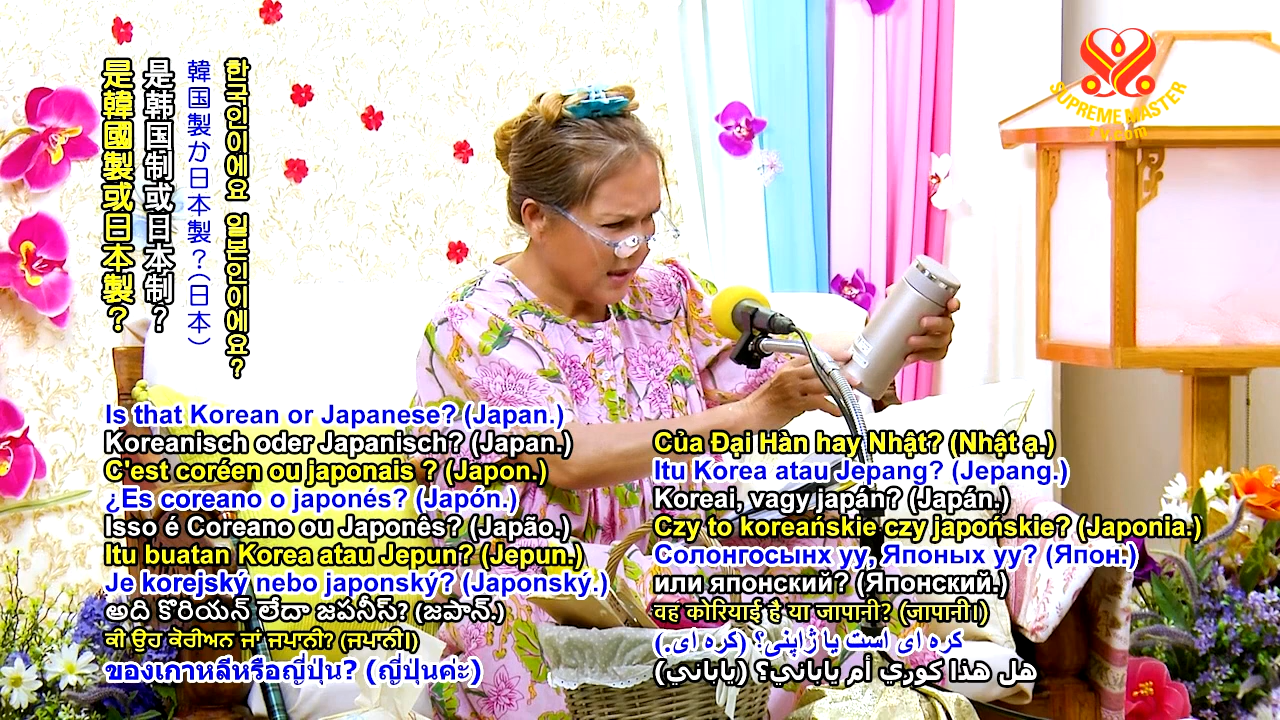 是韓國製或日本製？
是韩国制或日本制？
韓国製か日本製？(日本)
한국인이에요 일본인이에요?
SUPREME MASTER
TV.com
Is that Korean or Japanese? (Japan.)
Koreanisch oder Japanisch? (Japan.)
C'est coréen ou japonais ? (Japon.)
¿Es coreano o japonés? (Japón.)
Isso é Coreano ou Japonês? (Japão.)
Itu buatan Korea atau Jepun? (Jepun.)
Je korejský nebo japonský? (Japonský.)
అది కొరియన్ లేదా జపనీస్? (జపాన్.)
ਕੀ ਉਹ ਕੋਰੀਅਨ ਜਾਂ ਜਪਾਨੀ? (ਜਪਾਨੀ।)
ของเกาหลีหรือญี่ปุ่น? (ญี่ปุ่นค่ะ)
Của Đại Hàn hay Nhật? (Nhật ạ.)
Itu Korea atau Jepang? (Jepang.)
Koreai, vagy japán? (Japán.)
Czy to koreańskie czy japońskie? (Japonia.)
Солонгосынх уу, Японых уу? (Япон.)
или японский? (Японский.)
वह कोरियाई है या जापानी? (जापानी।)
کره ای است یا ژاپنی؟ (کره ای.)
هل هذا كوري أم ياباني؟ (ياباني)